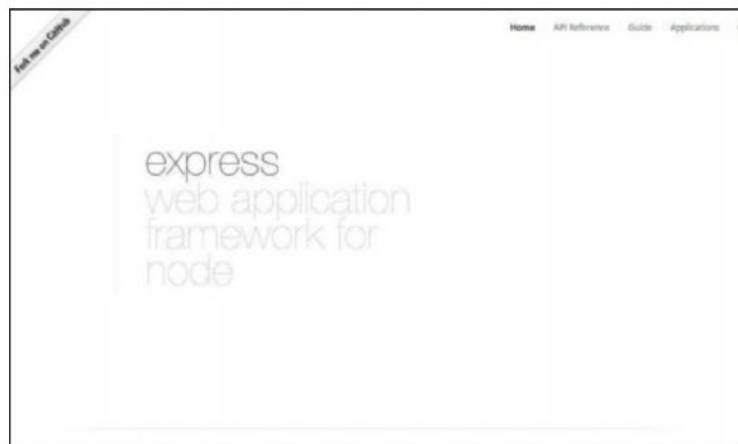 Fork me on GitHub
Home API Reference Guide Applications
express
web application
framework for
node